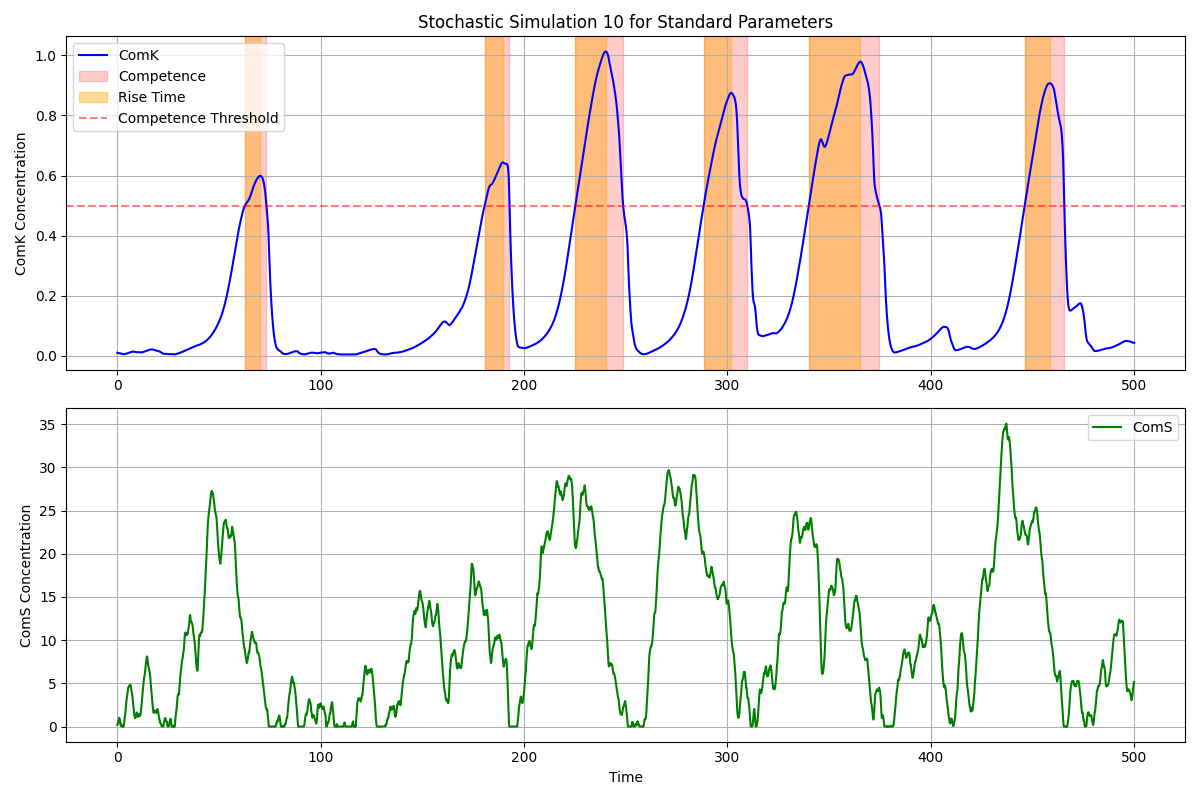 Stochastic Simulation 10 for Standard Parameters
ComK
Competence
Rise Time
Competence Threshold
ComK Concentration
1.0
0.8
0.6
0.4
0.2
0.0
0 100 200 300 400 500
ComS
ComS Concentration
35
30
25
20
15
10
5
0
0 100 200 300 400 500
Time